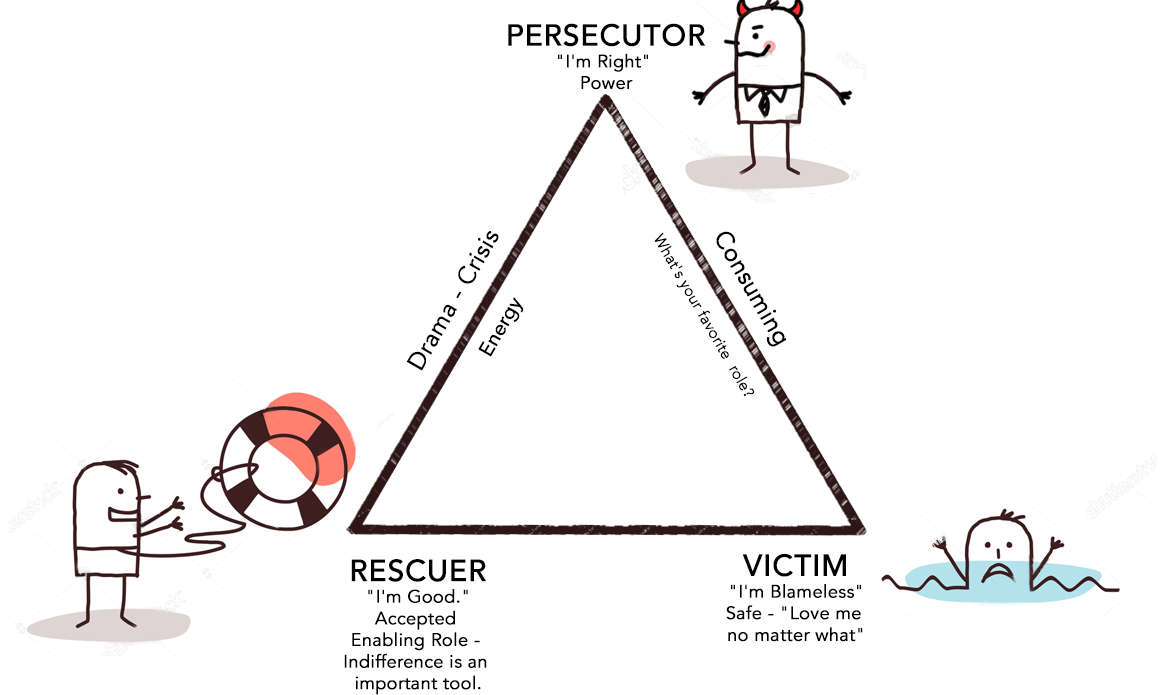 PERSECUTOR
"I'm Right"
Power
Drama - Crisis
Energy
Consuming
What's your favorite role?
RESCUER
"I'm Good."
Accepted
Enabling Role -
Indifference is an
important tool.
VICTIM
"I'm Blameless"
Safe - "Love me
no matter what"